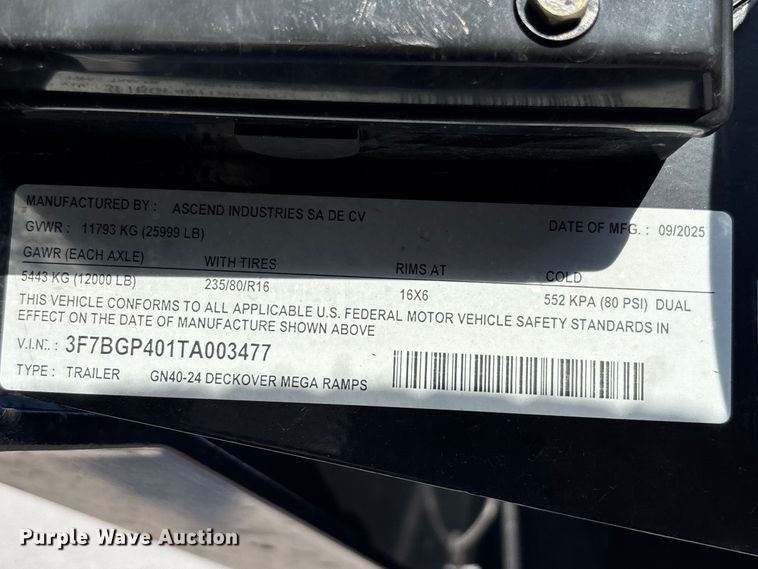 MANUFACTURED BY : ASCEND INDUSTRIES SA DE CV
GVWR : 11793 KG (25999 LB) DATE OF MFG. : 09/2025
GAWR (EACH AXLE) WITH TIRES RIMS AT COLD
5443 KG (12000 LB) 235/80/R16 16X6 552 KPA (80 PSI) DUAL
THIS VEHICLE CONFORMS TO ALL APPLICABLE U.S. FEDERAL MOTOR VEHICLE SAFETY STANDARDS IN
EFFECT ON THE DATE OF MANUFACTURE SHOWN ABOVE
V.I.N.: 3F7BGP401TA003477
TYPE : TRAILER GN40-24 DECKOVER MEGA RAMPS
Purple Wave Auction